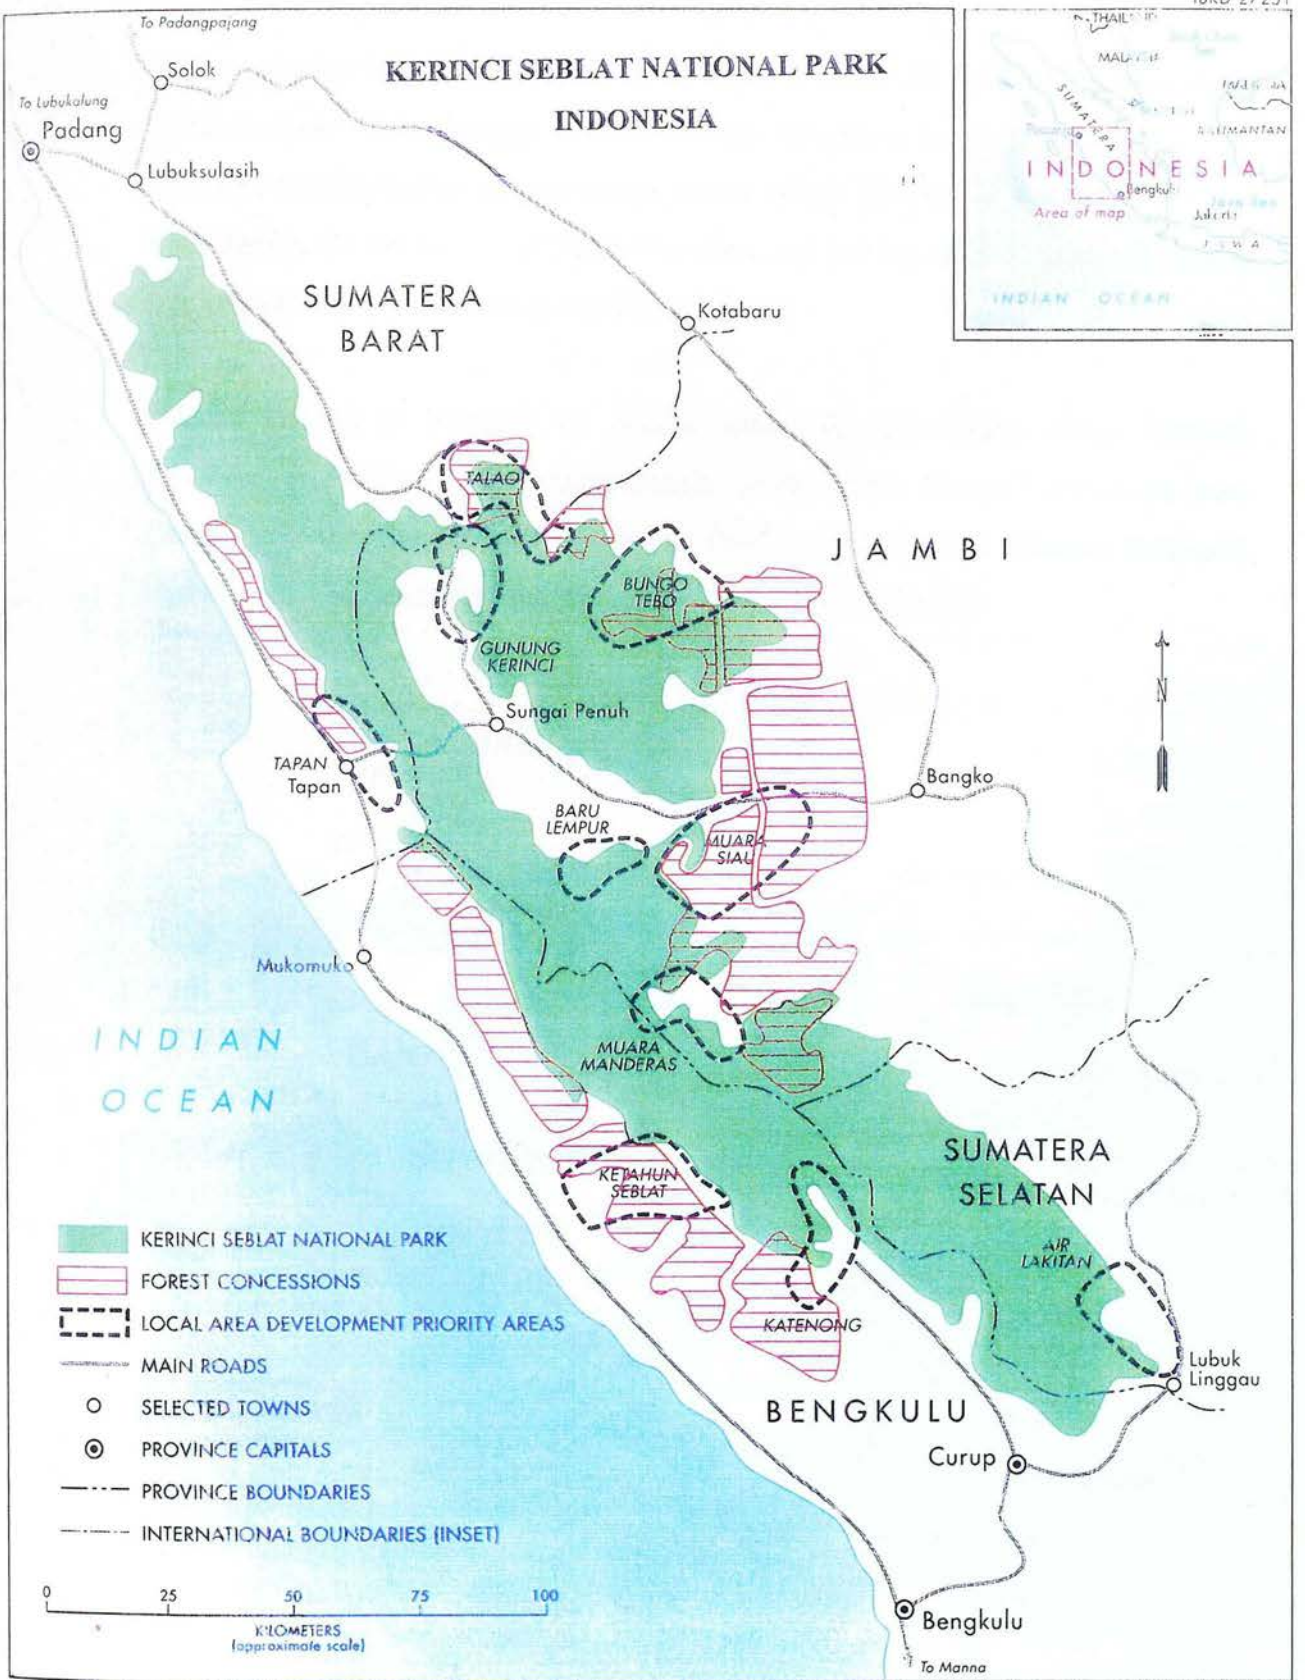 KERINCI SEBLAT NATIONAL PARK
INDONESIA
To Padangpajang
Solok
To Lubukalung
Padang
Lubuksulasih
SUMATERA
BARAT
Kotabaru
JAMBI
TALAO
BUNGO
TEBO
GUNUNG
KERINCI
Sungai Penuh
TAPAN
Tapan
Bangko
BARU
LEMPUR
MUARA
SIAU
Mukomuko
INDIAN
OCEAN
MUARA
MANDERAS
SUMATERA
SELATAN
KETAHUN
SEBLAT
AIR
LAKITAN
KATENONG
Lubuk
Linggau
BENGKULU
Curup
Bengkulu
To Manna
N
KERINCI SEBLAT NATIONAL PARK
FOREST CONCESSIONS
LOCAL AREA DEVELOPMENT PRIORITY AREAS
MAIN ROADS
SELECTED TOWNS
PROVINCE CAPITALS
PROVINCE BOUNDARIES
INTERNATIONAL BOUNDARIES (INSET)
0 25 50 75 100
KILOMETERS
(approximate scale)
SUMATERA
INDONESIA
Bengkulu
Area of map
Jakarta
INDIAN OCEAN